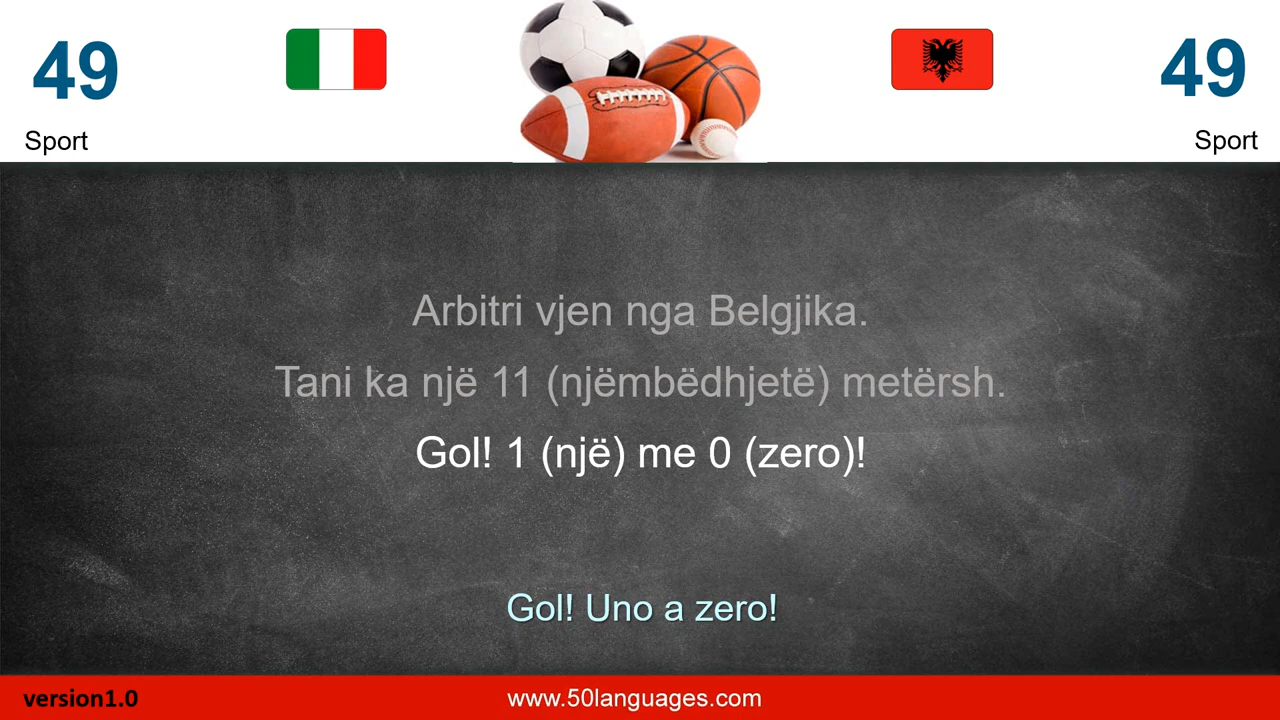 49
49
Sport
Sport
Arbitri vjen nga Belgjika.
Tani ka një 11 (njëmbëdhjetë) metërsh.
Gol! 1 (një) me 0 (zero)!
Gol! Uno a zero!
version1.0
www.50languages.com